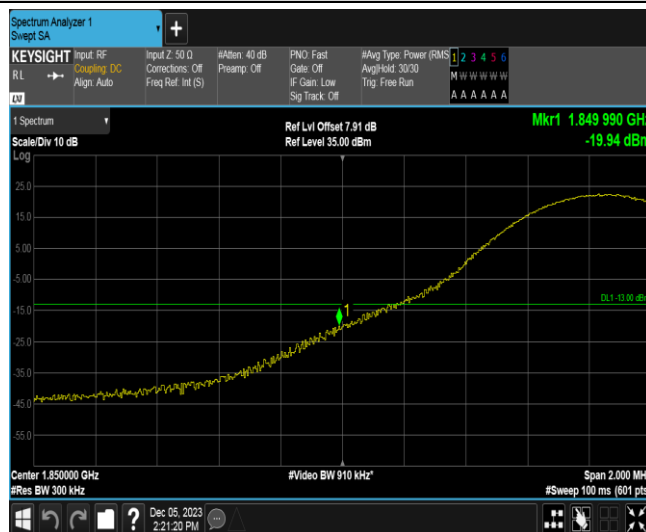 Spectrum Analyzer 1
Swept SA
KEYSIGHT
RL
LXI
Input: RF
Coupling: DC
Align: Auto
Input Z: 50 Ω
Corrections: Off
Freq Ref: Int (S)
#Atten: 40 dB
Preamp: Off
PNO: Fast
Gate: Off
IF Gain: Low
Sig Track: Off
#Avg Type: Power (RMS
Avg|Hold: 30/30
Trig: Free Run
1 2 3 4 5 6
M W W W W W
A A A A A A
1 Spectrum
Scale/Div 10 dB
Log
Ref Lvl Offset 7.91 dB
Ref Level 35.00 dBm
Mkr1 1.849 990 GHz
-19.94 dBm
25.0
15.0
5.00
-5.00
DL1 -13.00 dBm
-15.0
1
-25.0
-35.0
-45.0
-55.0
Center 1.850000 GHz
#Res BW 300 kHz
#Video BW 910 kHz*
Span 2.000 MH
#Sweep 100 ms (601 pts
?
Dec 05, 2023
2:21:20 PM